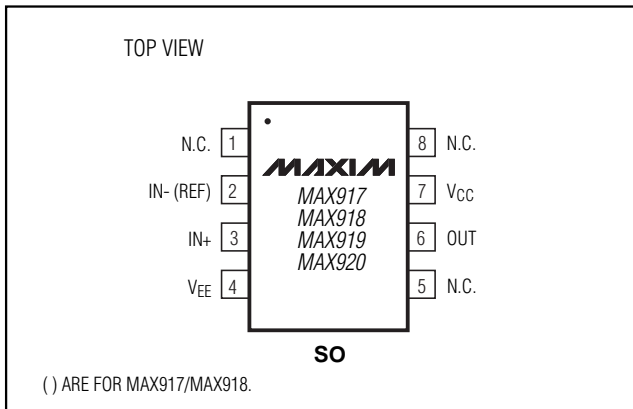 TOP VIEW
N.C. 1
IN- (REF) 2
IN+ 3
VEE 4
MAXIM
MAX917
MAX918
MAX919
MAX920
8 N.C.
7 VCC
6 OUT
5 N.C.
SO
( ) ARE FOR MAX917/MAX918.